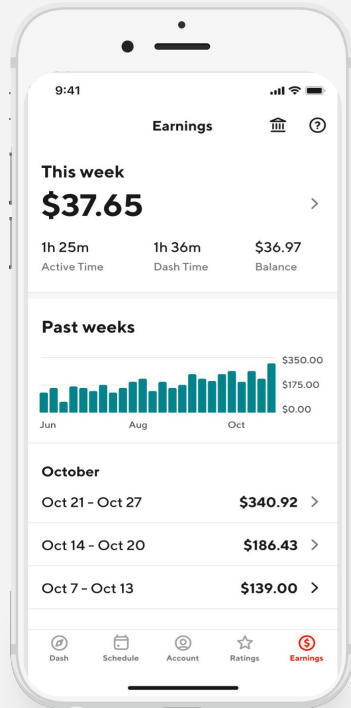 9:41
Earnings
This week
$37.65
1h 25m 1h 36m $36.97
Active Time Dash Time Balance
Past weeks
$350.00
$175.00
$0.00
Jun Aug Oct
October
Oct 21 - Oct 27 $340.92
Oct 14 - Oct 20 $186.43
Oct 7 - Oct 13 $139.00
Dash Schedule Account Ratings Earnings